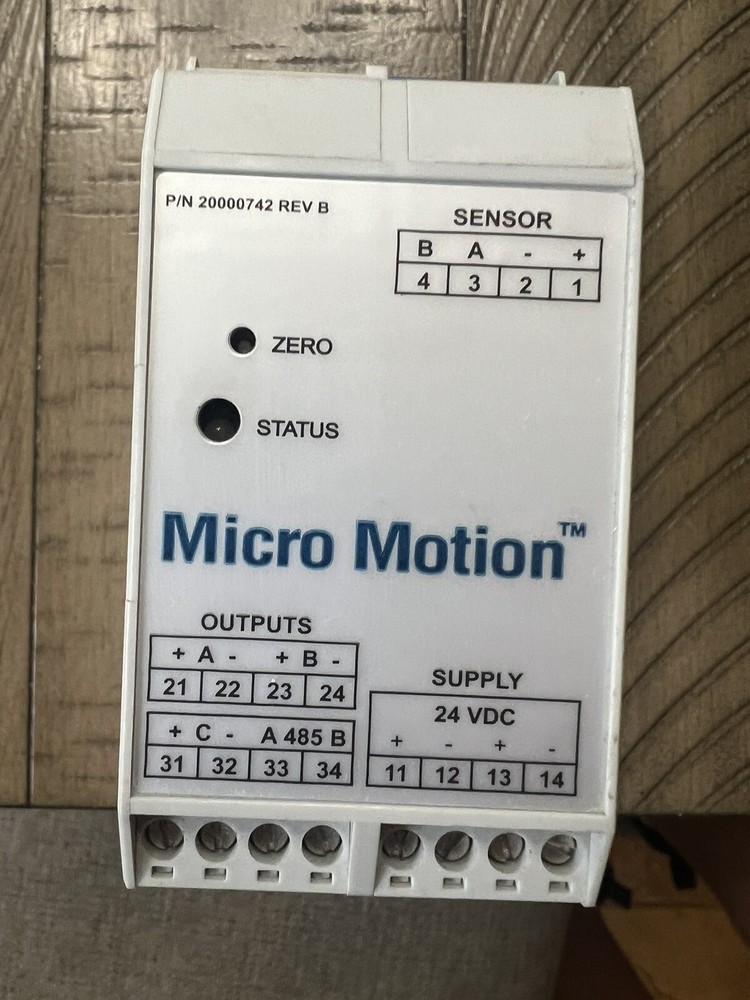 P/N 20000742 REV B
SENSOR
B A - +
4 3 2 1
ZERO
STATUS
Micro Motion™
OUTPUTS
+ A - + B -
21 22 23 24
+ C - A 485 B
31 32 33 34
SUPPLY
24 VDC
+ - + -
11 12 13 14